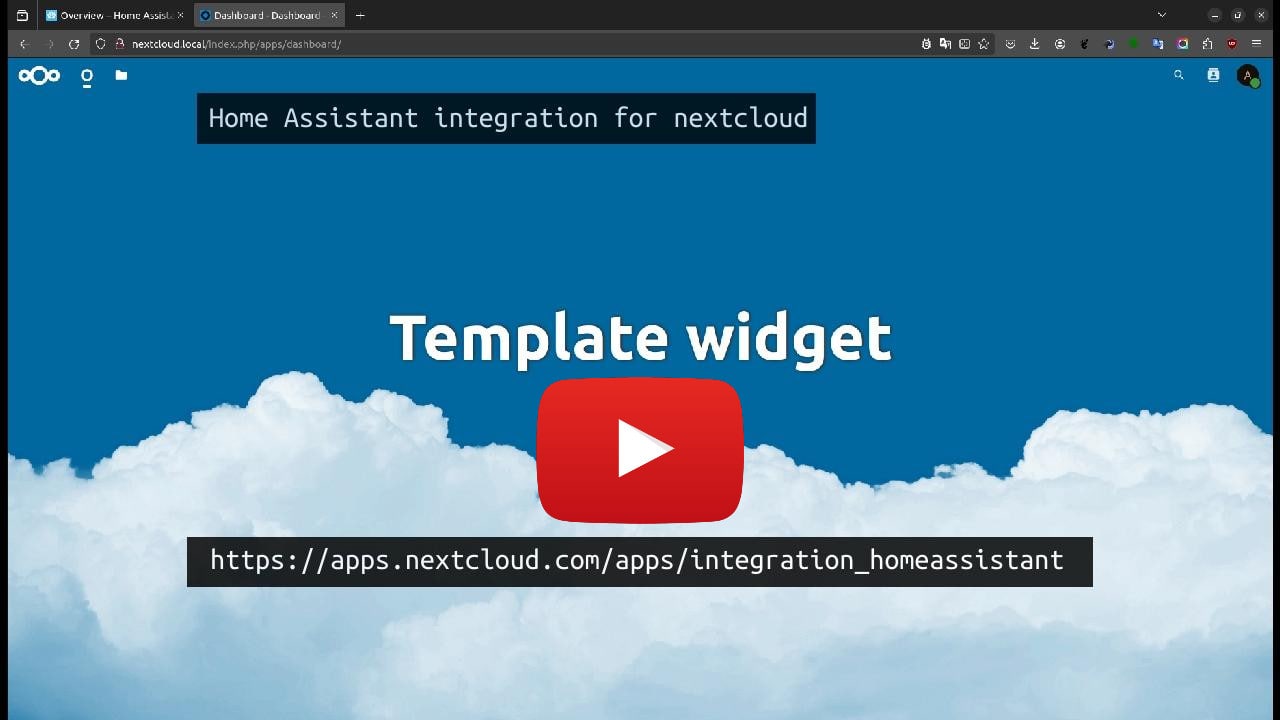 Overview – Home Assista
Dashboard - Dashboard -
nextcloud.local/index.php/apps/dashboard/
A
Home Assistant integration for nextcloud
Template widget
https://apps.nextcloud.com/apps/integration_homeassistant